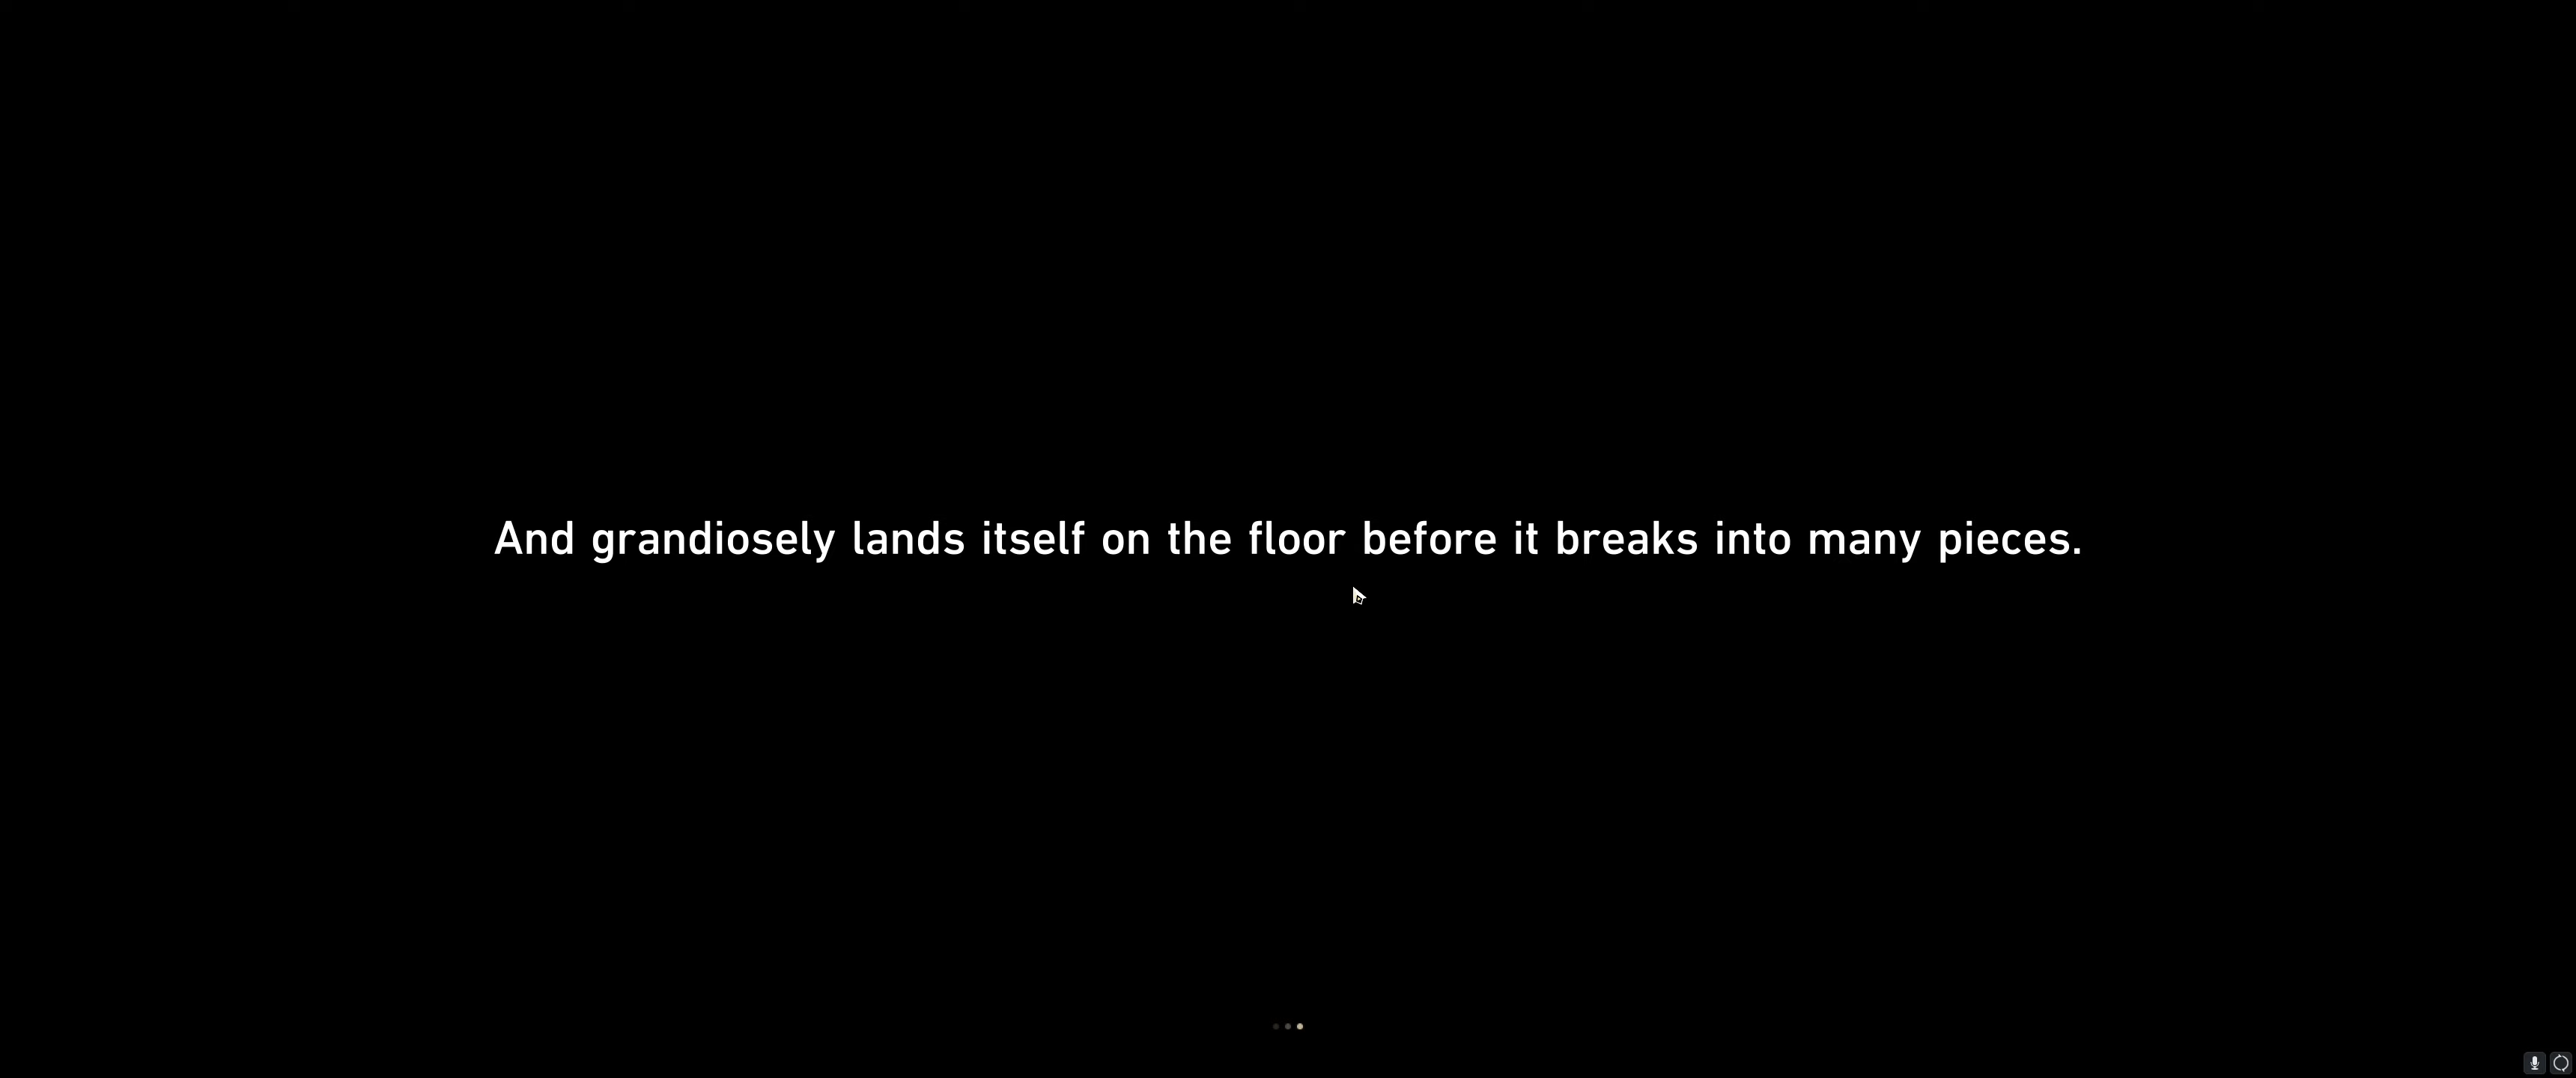 And grandiosely lands itself on the floor before it breaks into many pieces.